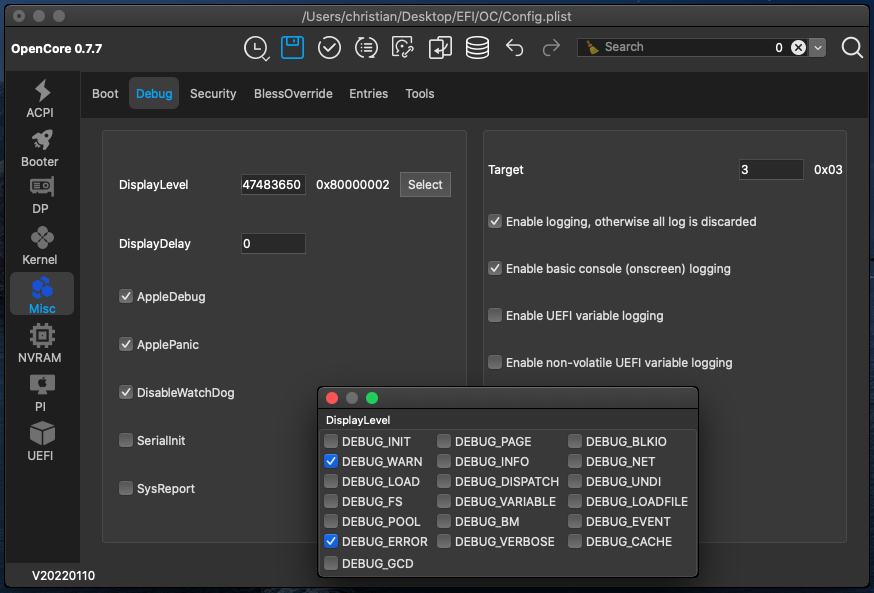 /Users/christian/Desktop/EFI/OC/Config.plist
OpenCore 0.7.7
Search 0
ACPI
Booter
DP
Kernel
Misc
NVRAM
PI
UEFI
Boot Debug Security BlessOverride Entries Tools
DisplayLevel 47483650 0x80000002 Select
DisplayDelay 0
AppleDebug
ApplePanic
DisableWatchDog
SerialInit
SysReport
Target 3 0x03
Enable logging, otherwise all log is discarded
Enable basic console (onscreen) logging
Enable UEFI variable logging
Enable non-volatile UEFI variable logging
DisplayLevel
DEBUG_INIT DEBUG_PAGE DEBUG_BLKIO
DEBUG_WARN DEBUG_INFO DEBUG_NET
DEBUG_LOAD DEBUG_DISPATCH DEBUG_UNDI
DEBUG_FS DEBUG_VARIABLE DEBUG_LOADFILE
DEBUG_POOL DEBUG_BM DEBUG_EVENT
DEBUG_ERROR DEBUG_VERBOSE DEBUG_CACHE
DEBUG_GCD
V20220110